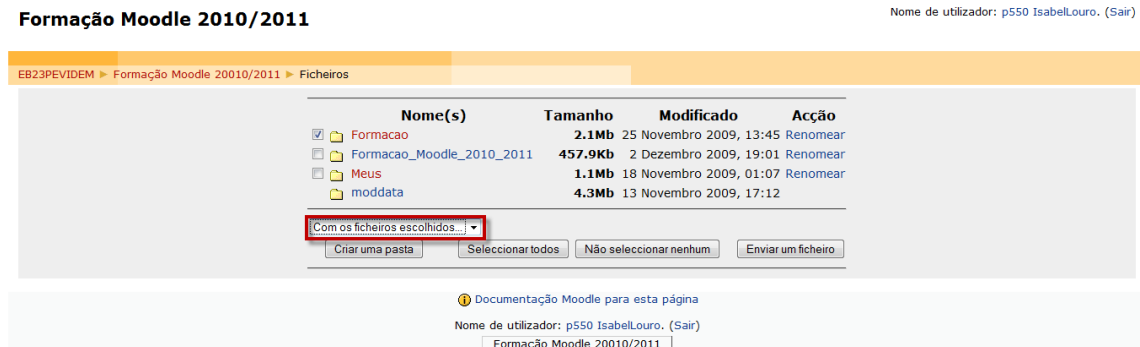 Formação Moodle 2010/2011
Nome de utilizador: p550 IsabelLouro. (Sair)
EB23PEVIDEM ► Formação Moodle 20010/2011 ► Ficheiros
Nome(s) Tamanho Modificado Acção
Formacao 2.1Mb 25 Novembro 2009, 13:45 Renomear
Formacao_Moodle_2010_2011 457.9Kb 2 Dezembro 2009, 19:01 Renomear
Meus 1.1Mb 18 Novembro 2009, 01:07 Renomear
moddata 4.3Mb 13 Novembro 2009, 17:12
Com os ficheiros escolhidos...
Criar uma pasta Seleccionar todos Não seleccionar nenhum Enviar um ficheiro
Documentação Moodle para esta página
Nome de utilizador: p550 IsabelLouro. (Sair)
Formação Moodle 20010/2011